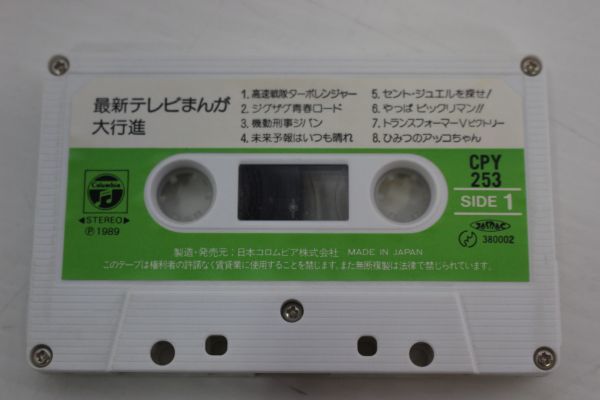 最新テレビまんが
大行進
1. 高速戦隊ターボレンジャー
2. ジグザグ青春ロード
3. 機動刑事ジバン
4. 未来予報はいつも晴れ
5. セント・ジュエルを探せ!
6. やっぱ ビックリマン!!
7. トランスフォーマーVビクトリー
8. ひみつのアッコちゃん
Columbia
◀STEREO▶
Ⓟ1989
CPY
253
SIDE 1
380002
製造・発売元:日本コロムビア株式会社 MADE IN JAPAN
このテープは権利者の許諾なく賃貸業に使用することを禁じます。また無断複製は法律で禁じられています。